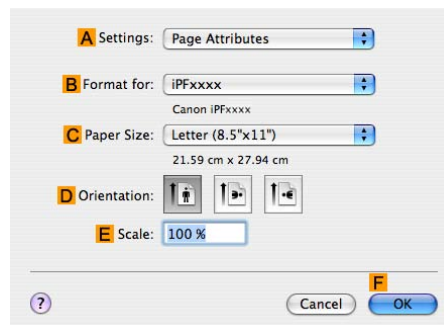 A Settings: Page Attributes
B Format for: iPFxxxx
Canon iPFxxxx
C Paper Size: Letter (8.5"x11")
21.59 cm x 27.94 cm
D Orientation:
E Scale: 100 %
F
? Cancel OK